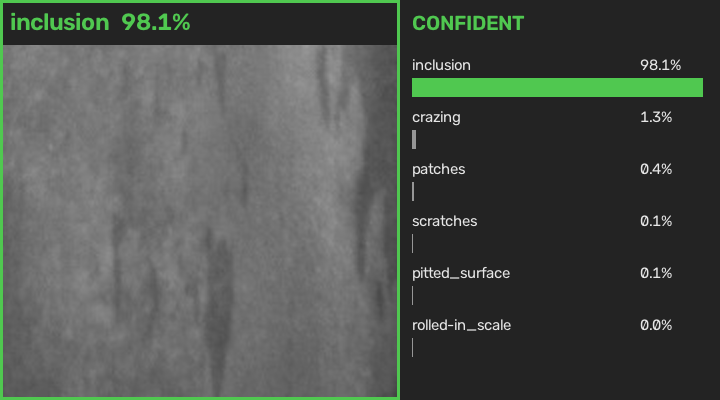 inclusion 98.1%
CONFIDENT
inclusion 98.1%
crazing 1.3%
patches 0.4%
scratches 0.1%
pitted_surface 0.1%
rolled-in_scale 0.0%